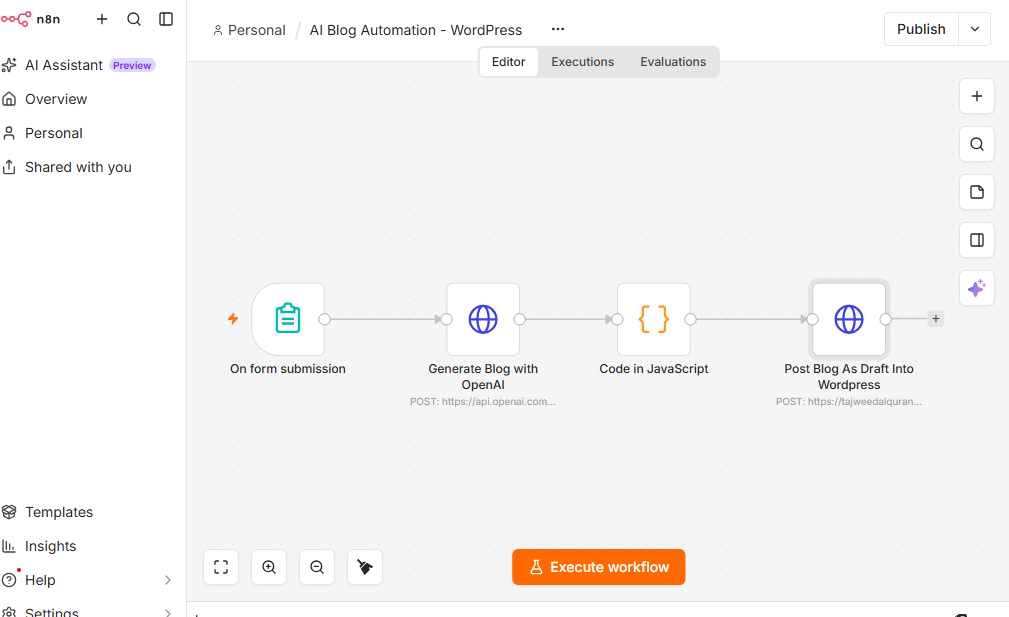 n8n
AI Assistant Preview
Overview
Personal
Shared with you
Templates
Insights
Help
Settings
Personal / AI Blog Automation - WordPress ...
Publish
Editor Executions Evaluations
On form submission
Generate Blog with
OpenAI
POST: https://api.openai.com...
Code in JavaScript
Post Blog As Draft Into
Wordpress
POST: https://tajweedalquran...
Execute workflow